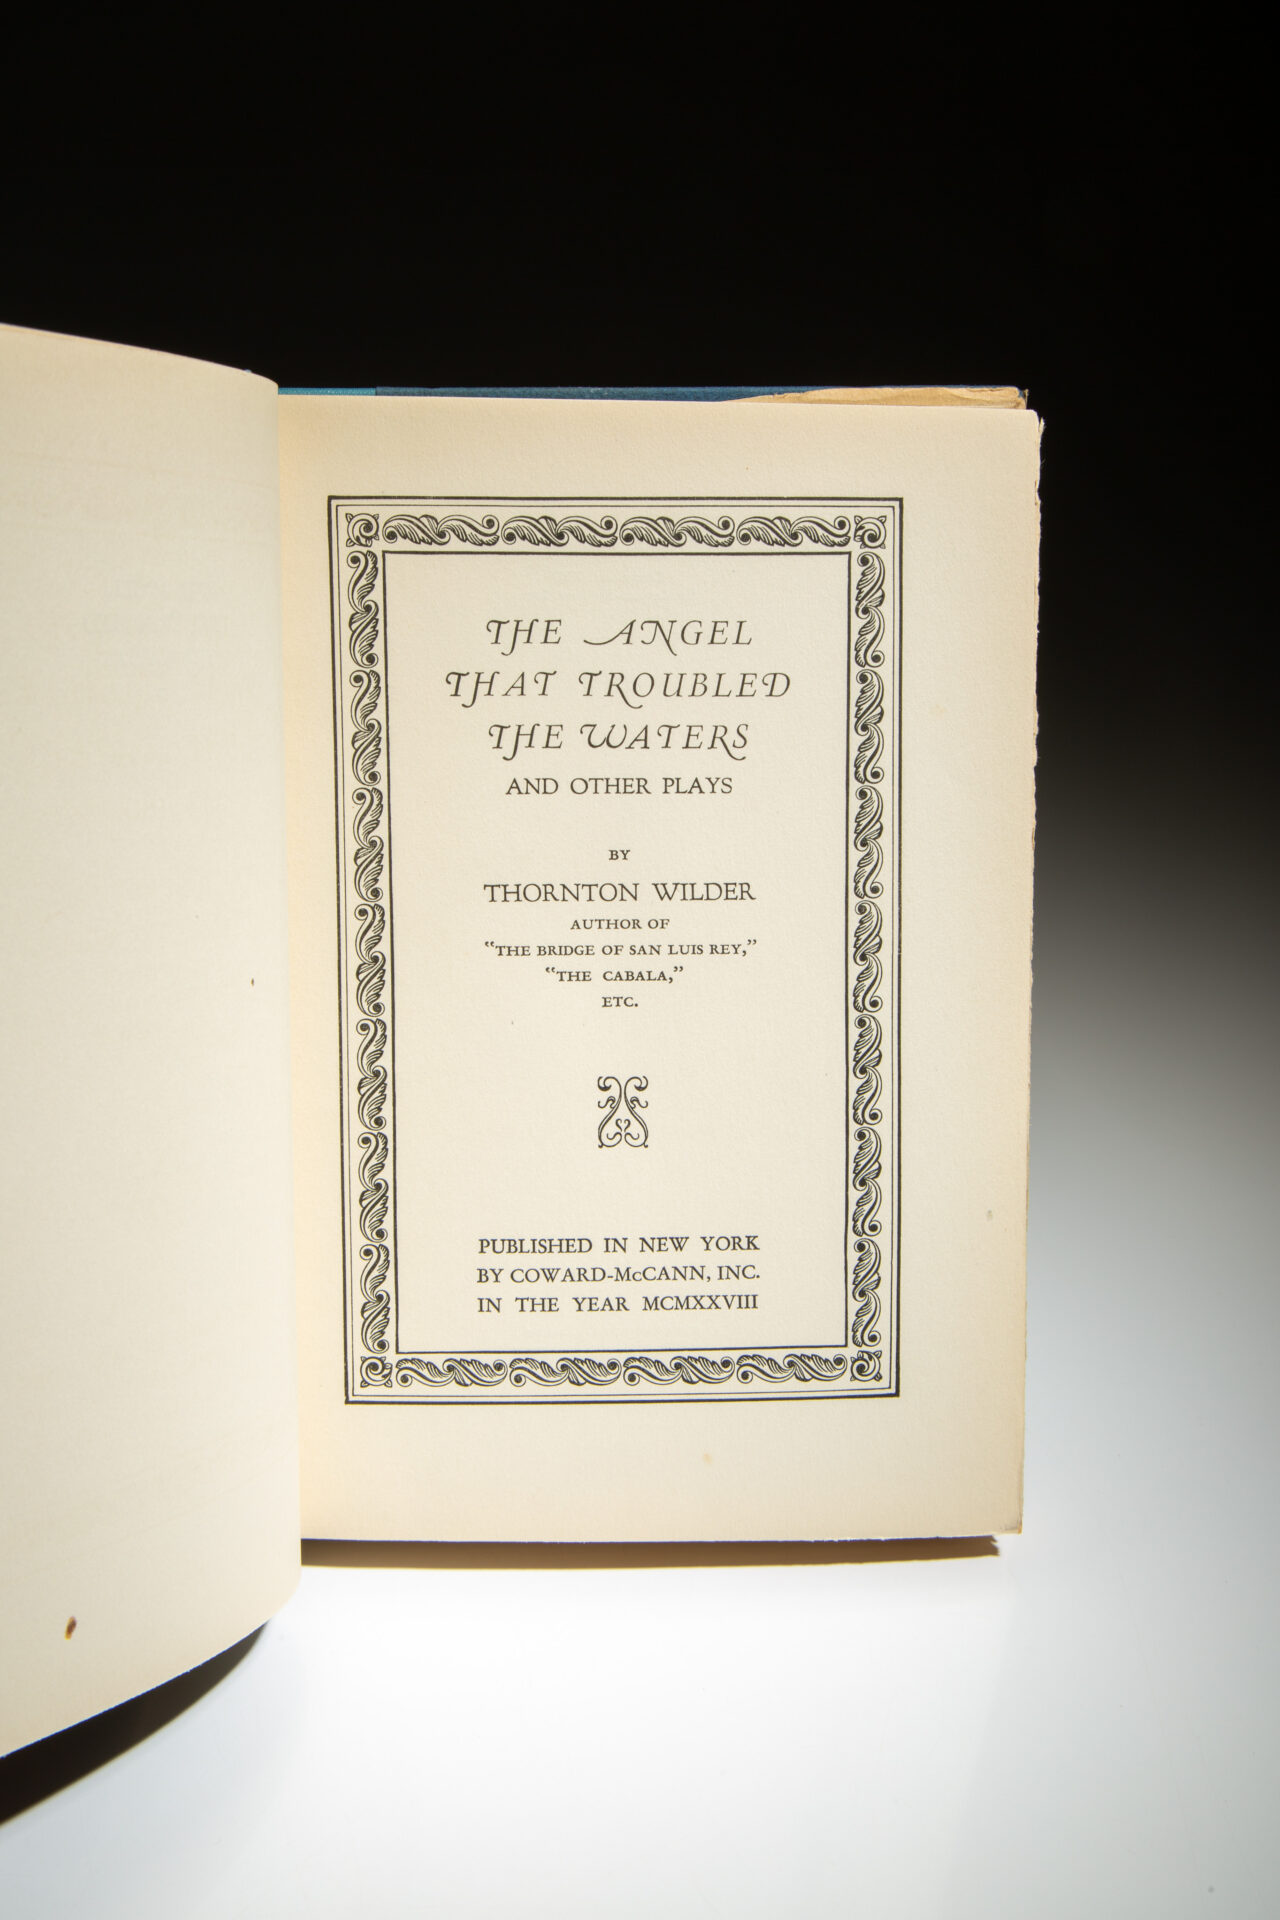 THE ANGEL
THAT TROUBLED
THE WATERS
AND OTHER PLAYS
BY
THORNTON WILDER
AUTHOR OF
“THE BRIDGE OF SAN LUIS REY,”
“THE CABALA,”
ETC.
PUBLISHED IN NEW YORK
BY COWARD-McCANN, INC.
IN THE YEAR MCMXXVIII